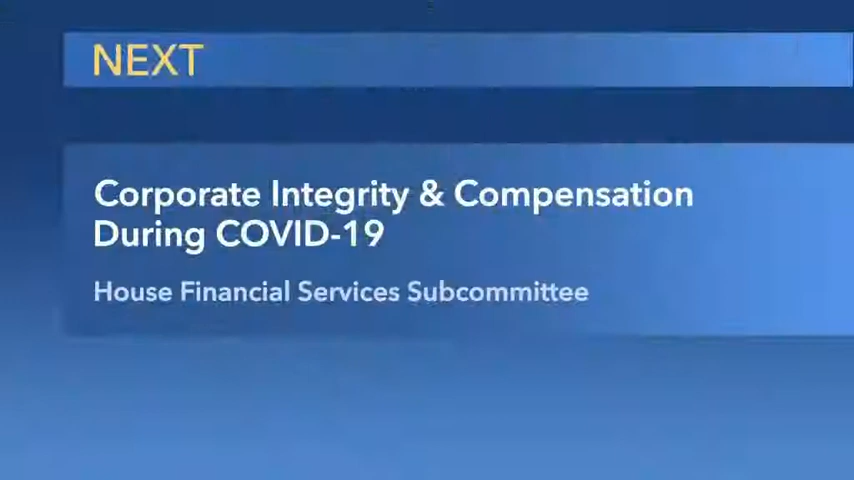 NEXT
Corporate Integrity & Compensation
During COVID-19
House Financial Services Subcommittee